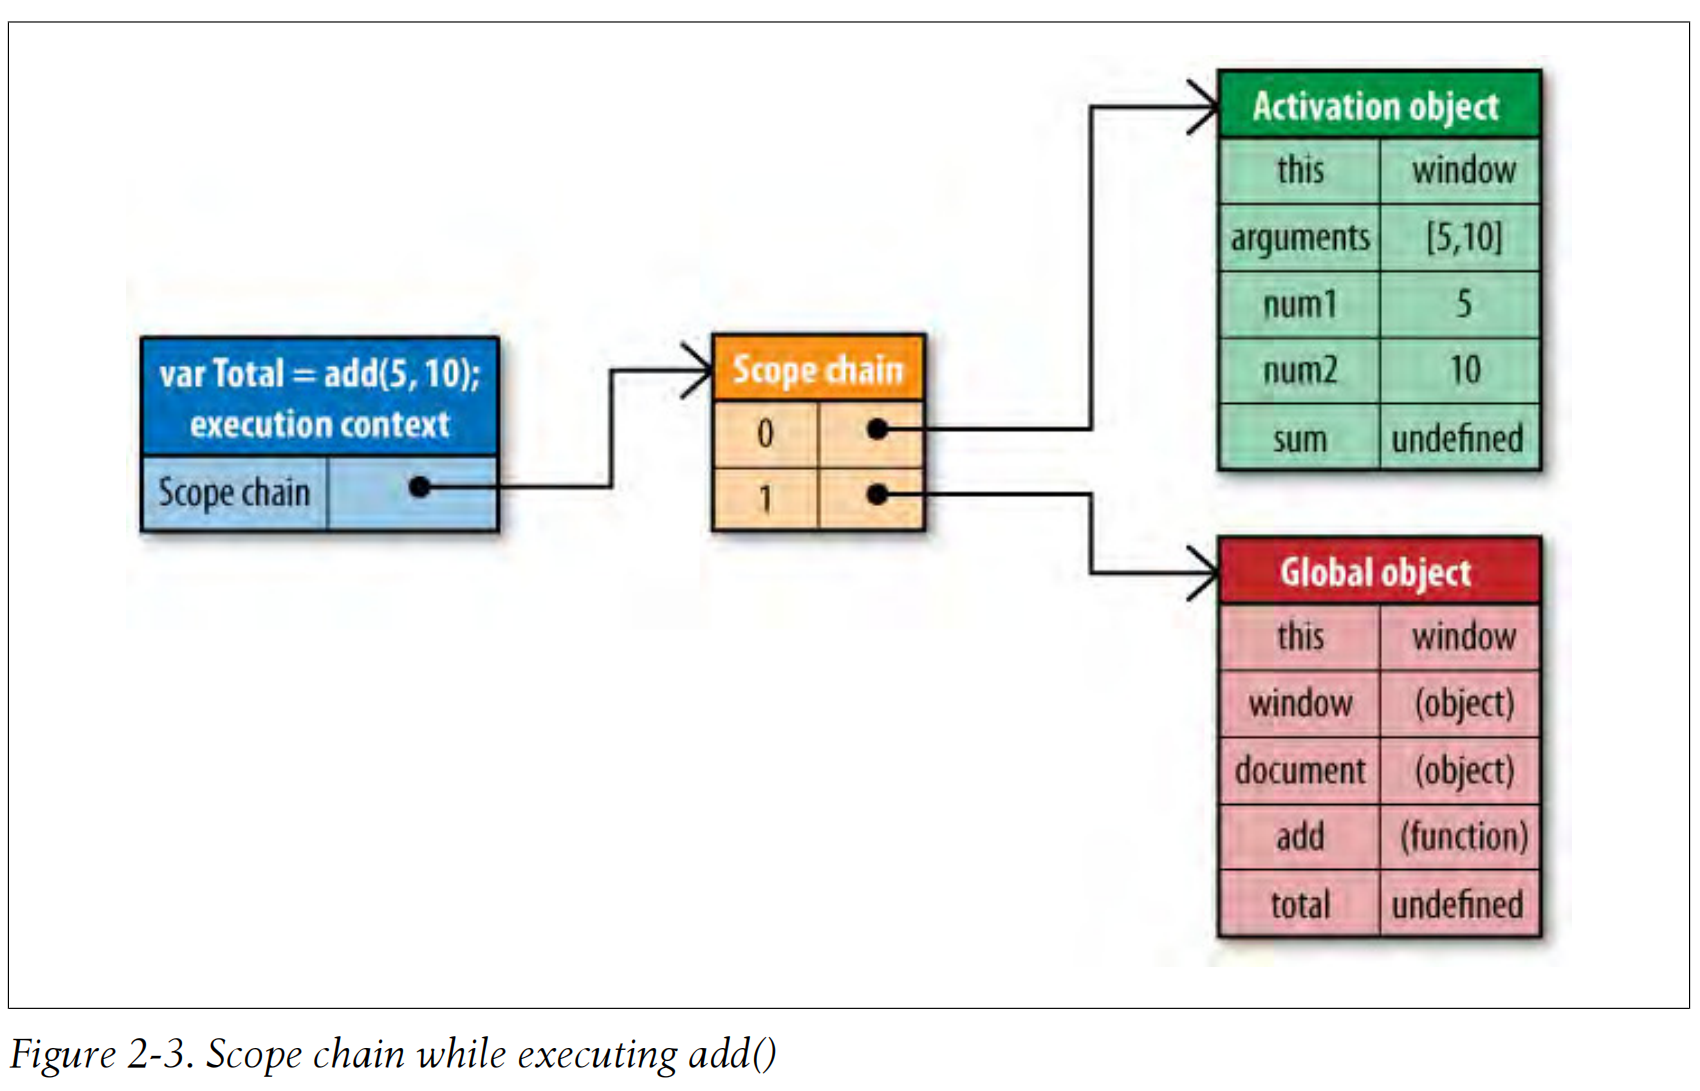 var Total = add(5, 10);
execution context
Scope chain
Scope chain
0
1
Activation object
this window
arguments [5,10]
num1 5
num2 10
sum undefined
Global object
this window
window (object)
document (object)
add (function)
total undefined
Figure 2-3. Scope chain while executing add()